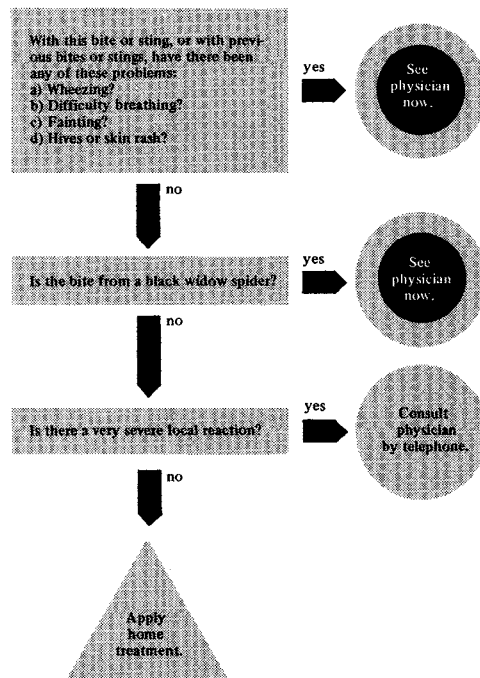 With this bite or sting, or with previ-
ous bites or stings, have there been
any of these problems:
a) Wheezing?
b) Difficulty breathing?
c) Fainting?
d) Hives or skin rash?
yes
See
physician
now.
no
Is the bite from a black widow spider?
yes
See
physician
now.
no
Is there a very severe local reaction?
yes
Consult
physician
by telephone.
no
Apply
home
treatment.